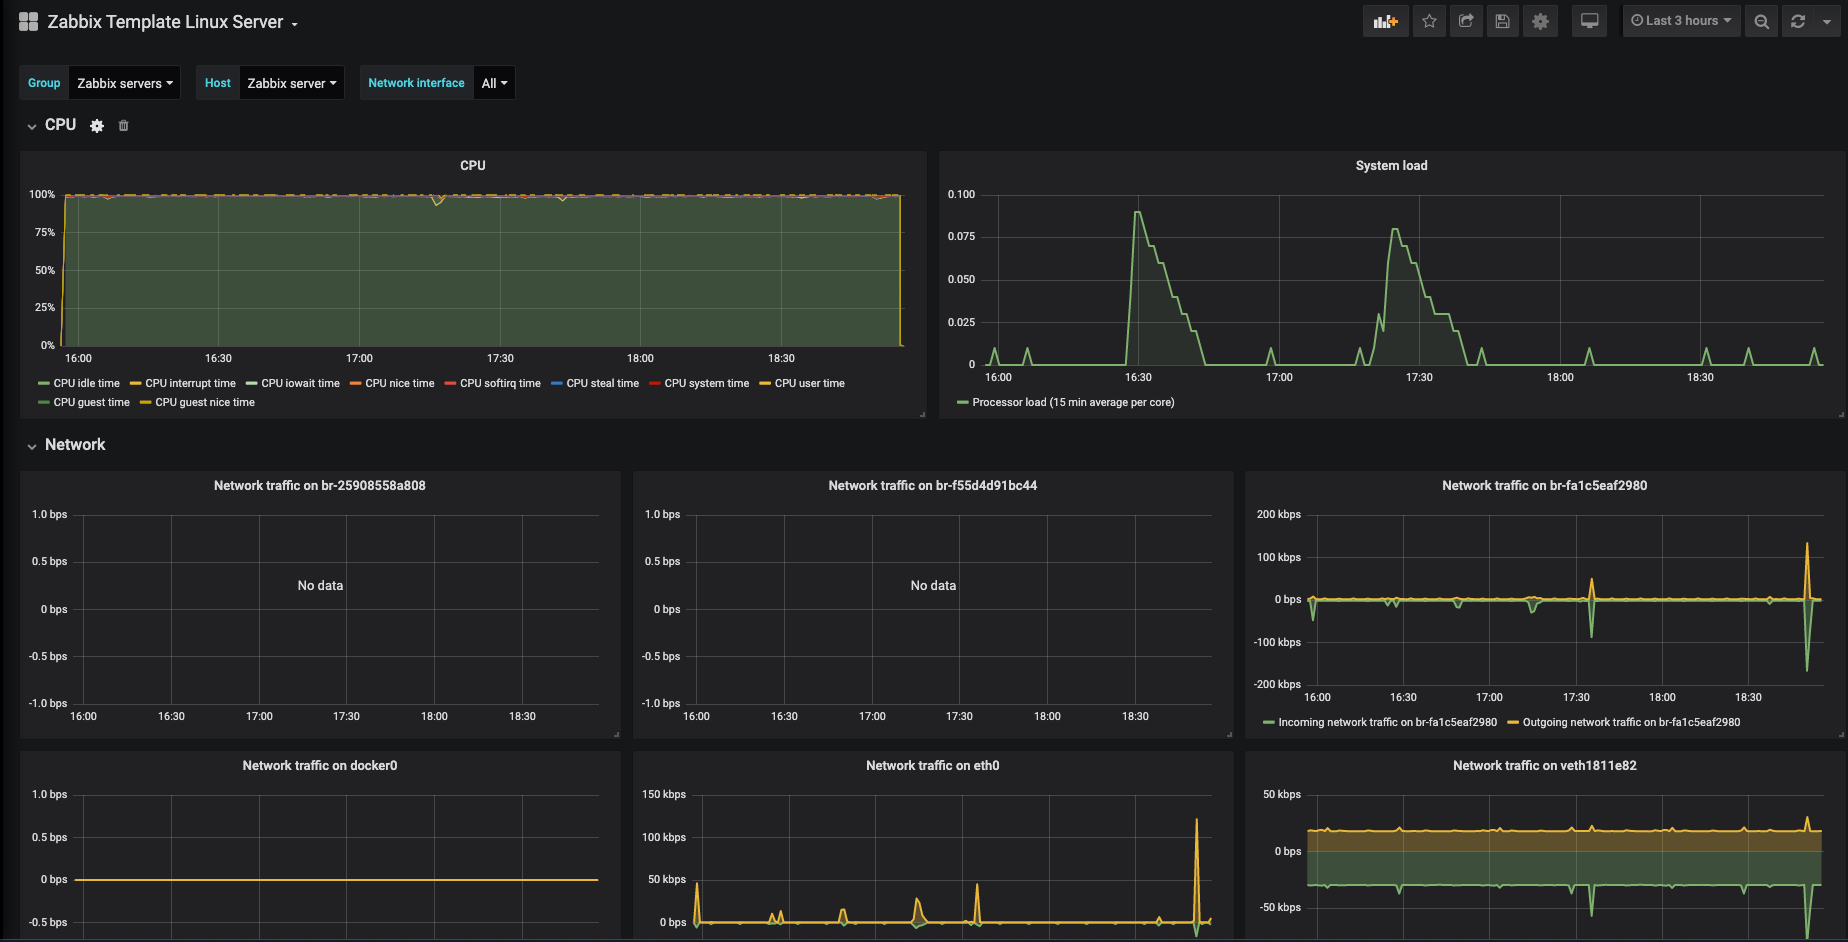 Zabbix Template Linux Server
Last 3 hours
Group Zabbix servers Host Zabbix server Network interface All
CPU
CPU
100%
75%
50%
25%
0%
16:00 16:30 17:00 17:30 18:00 18:30
CPU idle time CPU interrupt time CPU iowait time CPU nice time CPU softirq time CPU steal time CPU system time CPU user time
CPU guest time CPU guest nice time
System load
0.100
0.075
0.050
0.025
0
16:00 16:30 17:00 17:30 18:00 18:30
Processor load (15 min average per core)
Network
Network traffic on br-25908558a808
1.0 bps
0.5 bps
No data
0 bps
-0.5 bps
-1.0 bps
16:00 16:30 17:00 17:30 18:00 18:30
Network traffic on br-f55d4d91bc44
1.0 bps
0.5 bps
No data
0 bps
-0.5 bps
-1.0 bps
16:00 16:30 17:00 17:30 18:00 18:30
Network traffic on br-fa1c5eaf2980
200 kbps
100 kbps
0 bps
-100 kbps
-200 kbps
16:00 16:30 17:00 17:30 18:00 18:30
Incoming network traffic on br-fa1c5eaf2980 Outgoing network traffic on br-fa1c5eaf2980
Network traffic on docker0
1.0 bps
0.5 bps
0 bps
-0.5 bps
Network traffic on eth0
150 kbps
100 kbps
50 kbps
0 bps
Network traffic on veth1811e82
50 kbps
0 bps
-50 kbps